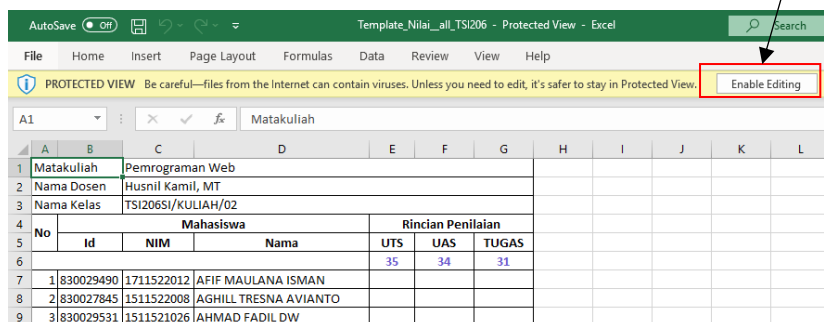 AutoSave Off Template_Nilai__all_TSI206 - Protected View - Excel Search
File Home Insert Page Layout Formulas Data Review View Help
PROTECTED VIEW Be careful—files from the Internet can contain viruses. Unless you need to edit, it's safer to stay in Protected View. Enable Editing
A1 fx Matakuliah
A B C D E F G H I J K L
1 Matakuliah Pemrograman Web
2 Nama Dosen Husnil Kamil, MT
3 Nama Kelas TSI206SI/KULIAH/02
4 No Mahasiswa Rincian Penilaian
5 Id NIM Nama UTS UAS TUGAS
6 35 34 31
7 1 830029490 1711522012 AFIF MAULANA ISMAN
8 2 830027845 1511522008 AGHILL TRESNA AVIANTO
9 3 830029531 1511521026 AHMAD FADIL DW